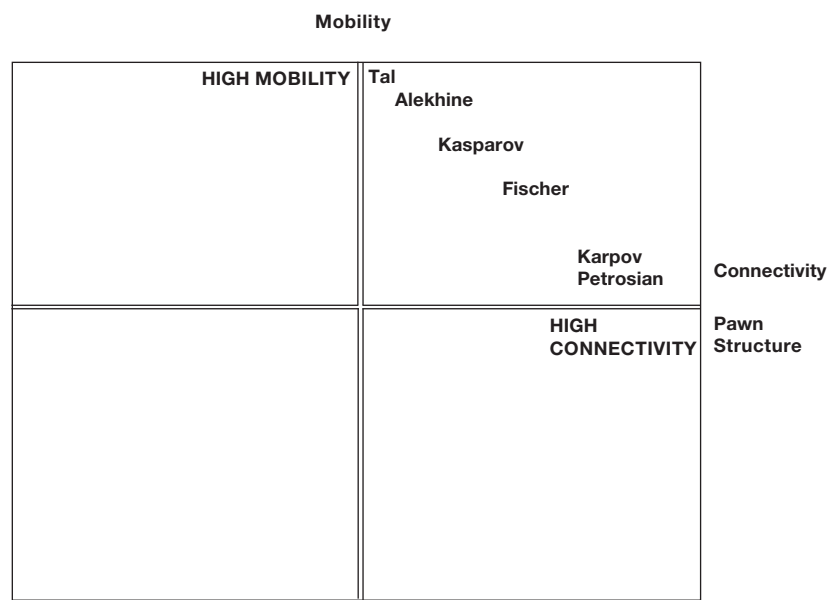 Mobility
HIGH MOBILITY
Tal
Alekhine
Kasparov
Fischer
Karpov
Petrosian
Connectivity
HIGH
CONNECTIVITY
Pawn
Structure